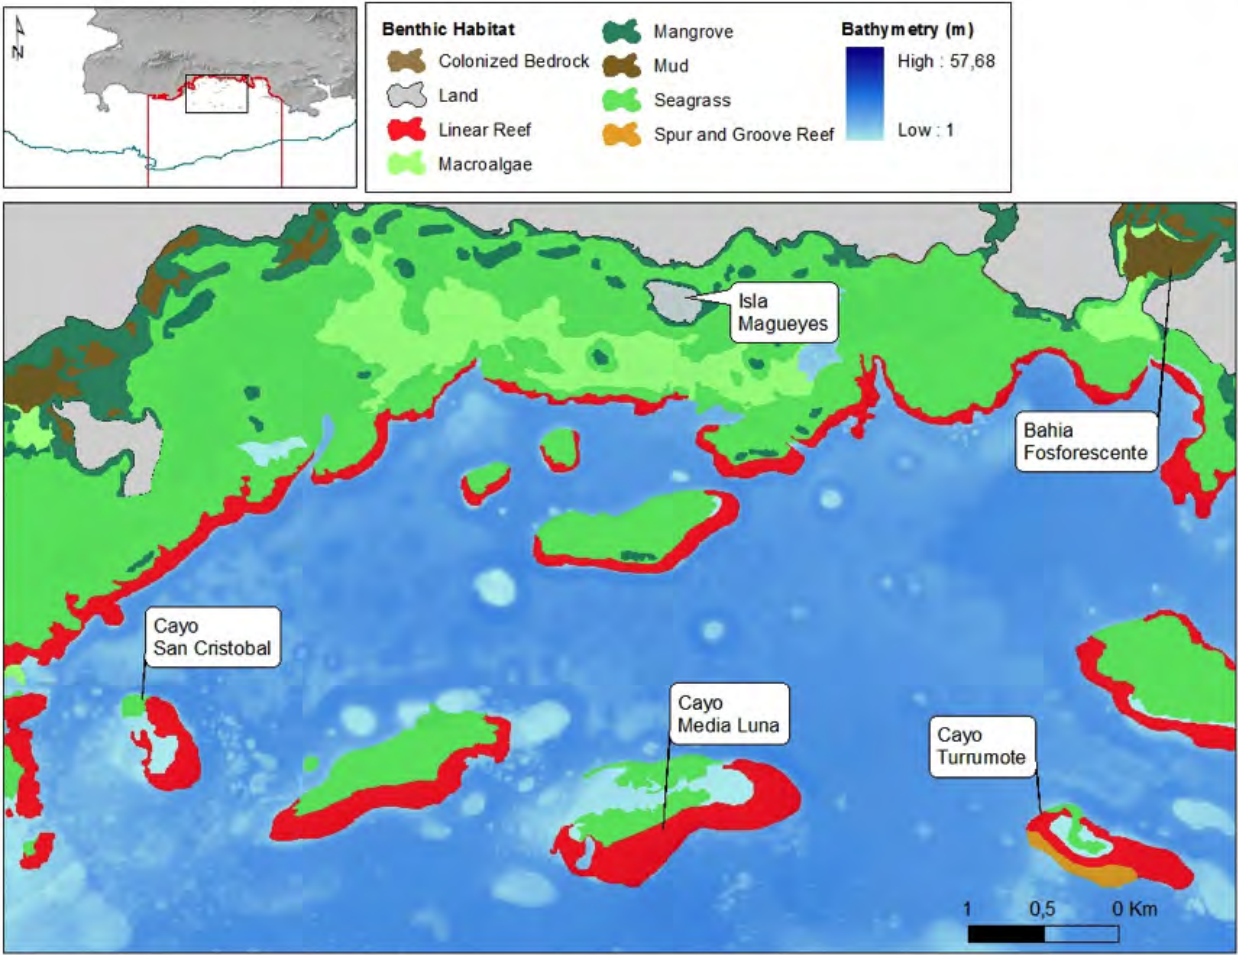 N
Benthic Habitat
Colonized Bedrock
Land
Linear Reef
Macroalgae
Mangrove
Mud
Seagrass
Spur and Groove Reef
Bathymetry (m)
High : 57,68
Low : 1
Isla
Magueyes
Bahia
Fosforescente
Cayo
San Cristobal
Cayo
Media Luna
Cayo
Turrumote
1 0,5 0 Km